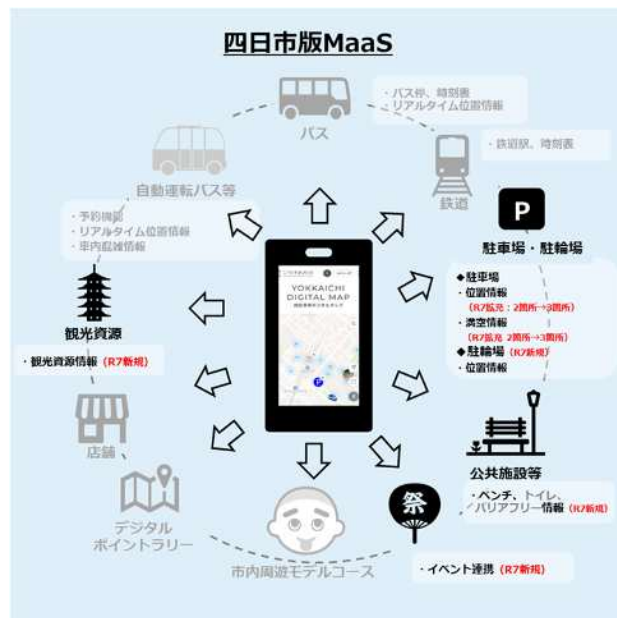 四日市版MaaS
バス
・バス停、時刻表
・リアルタイム位置情報
鉄道
・鉄道駅、時刻表
自動運転バス等
・予約機能
・リアルタイム位置情報
・車内混雑情報
P
駐車場・駐輪場
◆駐車場
・位置情報
（R7拡充：2箇所→3箇所）
・満空情報
（R7拡充 2箇所→3箇所）
◆駐輪場（R7新規）
・位置情報
YOKKAICHI
DIGITAL MAP
観光資源
・観光資源情報（R7新規）
店舗
デジタル
ポイントラリー
市内周遊モデルコース
祭
・イベント連携（R7新規）
公共施設等
・ベンチ、トイレ、
バリアフリー情報（R7新規）